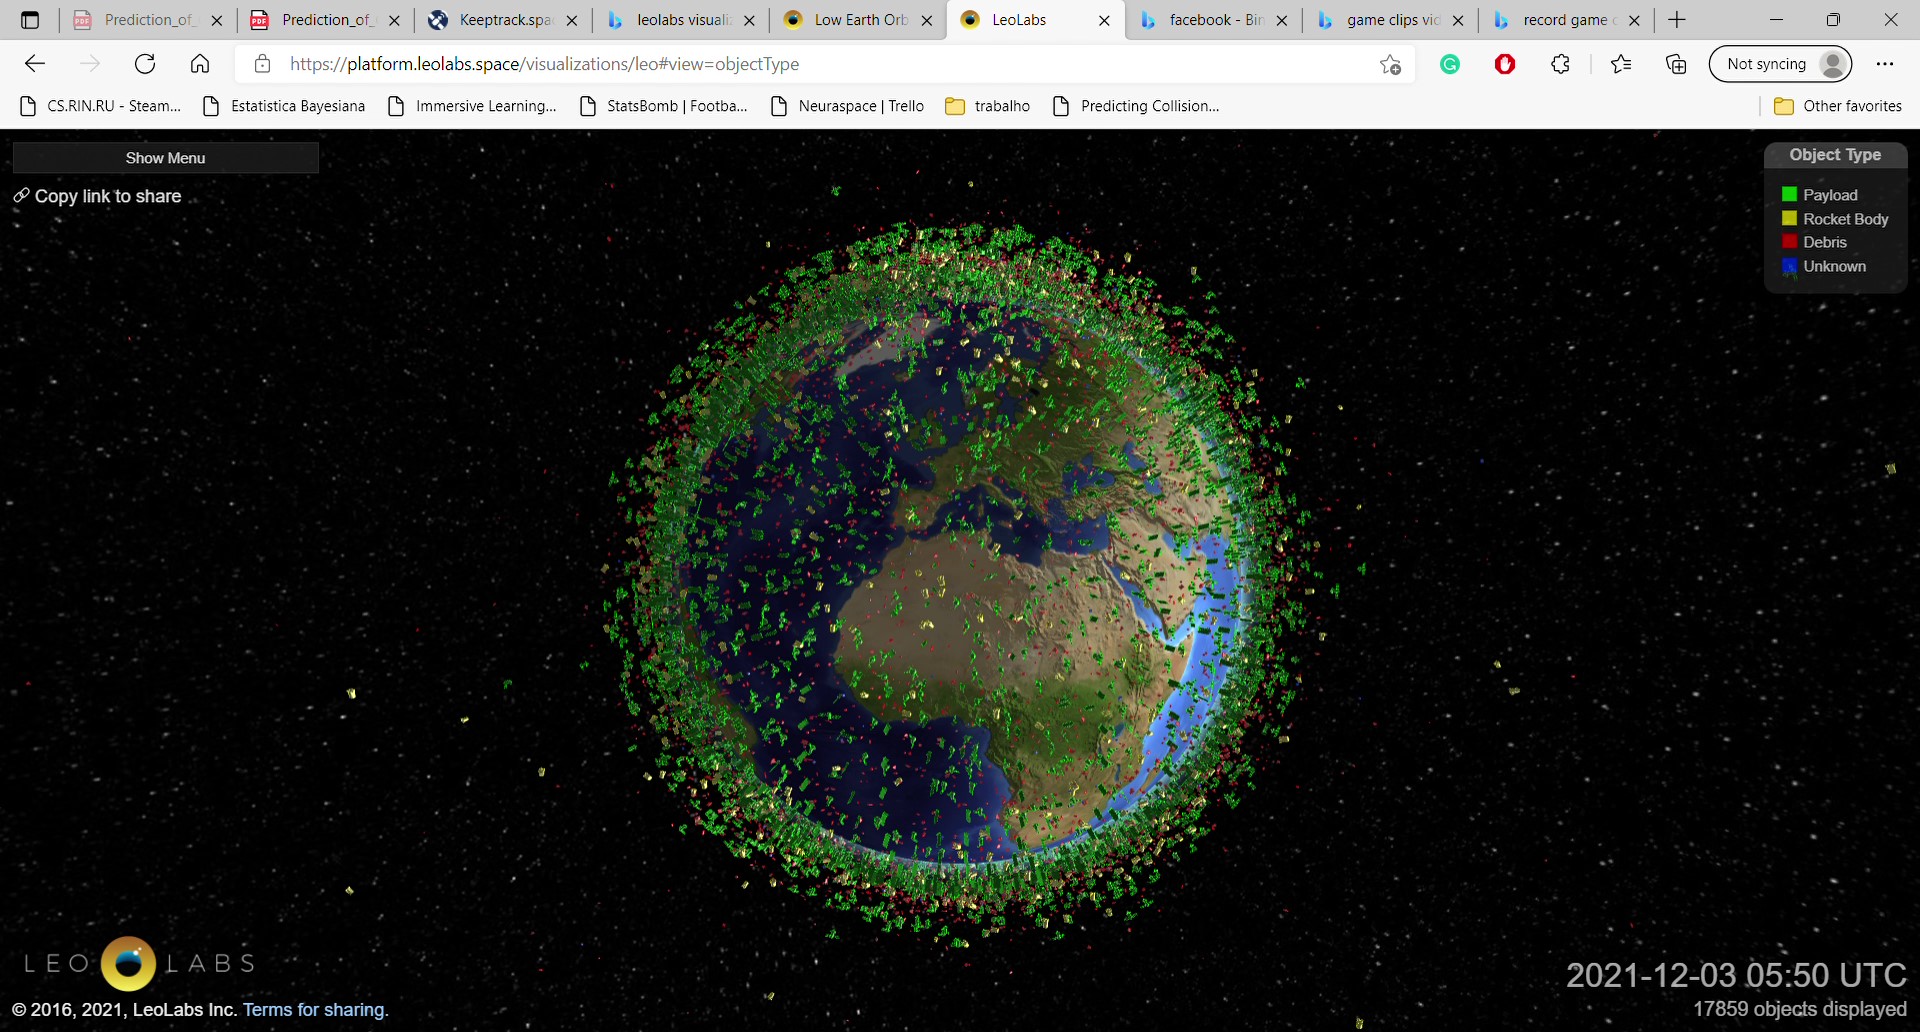 Prediction_of_
Prediction_of_
Keeptrack.spa
leolabs visuali
Low Earth Orb
LeoLabs
facebook - Bin
game clips vid
record game c
https://platform.leolabs.space/visualizations/leo#view=objectType
Not syncing
CS.RIN.RU - Steam...
Estatistica Bayesiana
Immersive Learning...
StatsBomb | Footba...
Neuraspace | Trello
trabalho
Predicting Collision...
Other favorites
Show Menu
Copy link to share
Object Type
Payload
Rocket Body
Debris
Unknown
LEO LABS
© 2016, 2021, LeoLabs Inc. Terms for sharing.
2021-12-03 05:50 UTC
17859 objects displayed